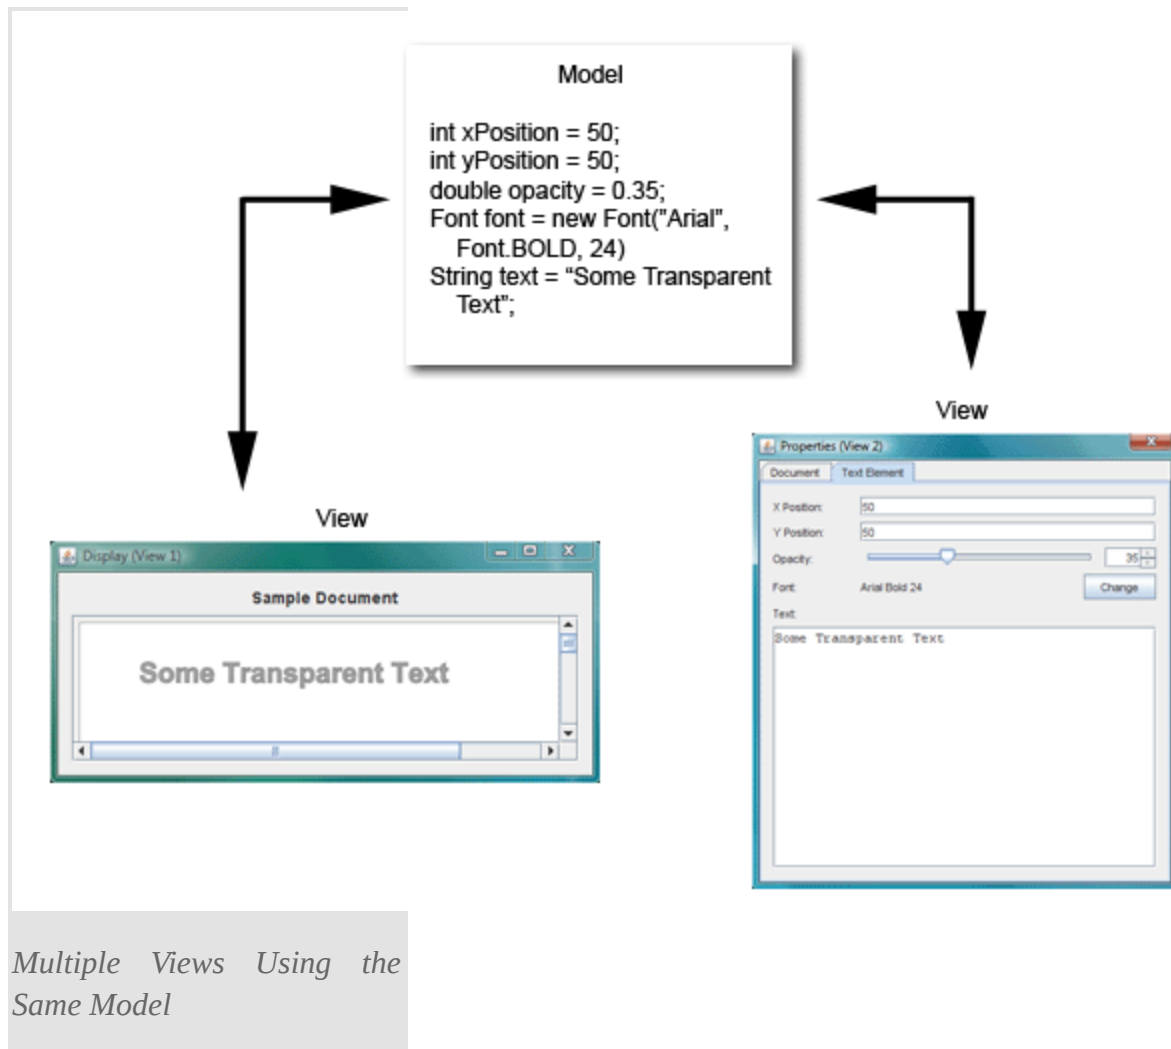 Model
int xPosition = 50;
int yPosition = 50;
double opacity = 0.35;
Font font = new Font("Arial",
Font.BOLD, 24)
String text = “Some Transparent
Text”;
View
Display (View 1)
Sample Document
Some Transparent Text
View
Properties (View 2)
Document Text Element
X Position: 50
Y Position: 50
Opacity: 35
Font: Arial Bold 24 Change
Text:
Some Transparent Text
Multiple Views Using the
Same Model